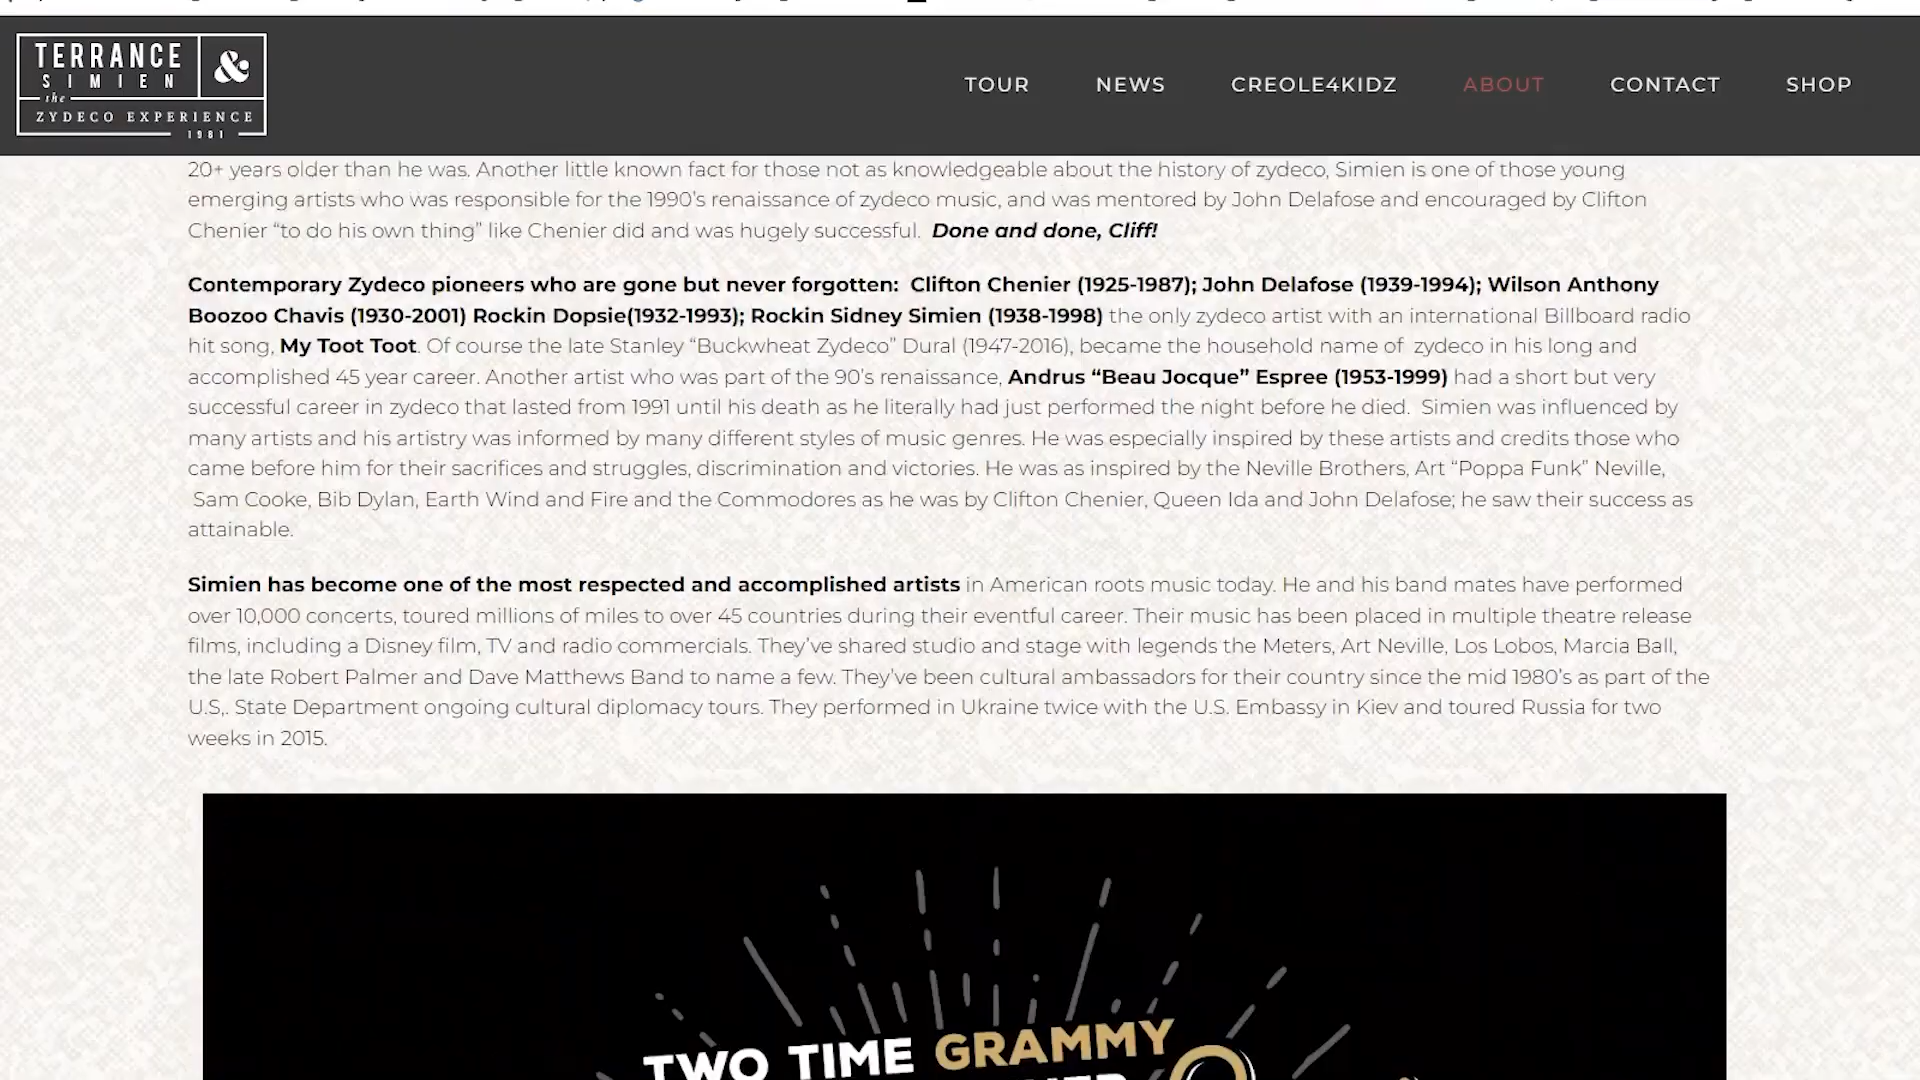 TERRANCE
SIMIEN
&
the
ZYDECO EXPERIENCE
1981
TOUR NEWS CREOLE4KIDZ ABOUT CONTACT SHOP
20+ years older than he was. Another little known fact for those not as knowledgeable about the history of zydeco, Simien is one of those young
emerging artists who was responsible for the 1990’s renaissance of zydeco music, and was mentored by John Delafose and encouraged by Clifton
Chenier “to do his own thing” like Chenier did and was hugely successful. Done and done, Cliff!
Contemporary Zydeco pioneers who are gone but never forgotten: Clifton Chenier (1925-1987); John Delafose (1939-1994); Wilson Anthony
Boozoo Chavis (1930-2001) Rockin Dopsie(1932-1993); Rockin Sidney Simien (1938-1998) the only zydeco artist with an international Billboard radio
hit song, My Toot Toot. Of course the late Stanley “Buckwheat Zydeco” Dural (1947-2016), became the household name of zydeco in his long and
accomplished 45 year career. Another artist who was part of the 90’s renaissance, Andrus “Beau Jocque” Espree (1953-1999) had a short but very
successful career in zydeco that lasted from 1991 until his death as he literally had just performed the night before he died. Simien was influenced by
many artists and his artistry was informed by many different styles of music genres. He was especially inspired by these artists and credits those who
came before him for their sacrifices and struggles, discrimination and victories. He was as inspired by the Neville Brothers, Art “Poppa Funk” Neville,
Sam Cooke, Bib Dylan, Earth Wind and Fire and the Commodores as he was by Clifton Chenier, Queen Ida and John Delafose; he saw their success as
attainable.
Simien has become one of the most respected and accomplished artists in American roots music today. He and his band mates have performed
over 10,000 concerts, toured millions of miles to over 45 countries during their eventful career. Their music has been placed in multiple theatre release
films, including a Disney film, TV and radio commercials. They’ve shared studio and stage with legends the Meters, Art Neville, Los Lobos, Marcia Ball,
the late Robert Palmer and Dave Matthews Band to name a few. They’ve been cultural ambassadors for their country since the mid 1980’s as part of the
U.S,. State Department ongoing cultural diplomacy tours. They performed in Ukraine twice with the U.S. Embassy in Kiev and toured Russia for two
weeks in 2015.
TWO TIME GRAMMY